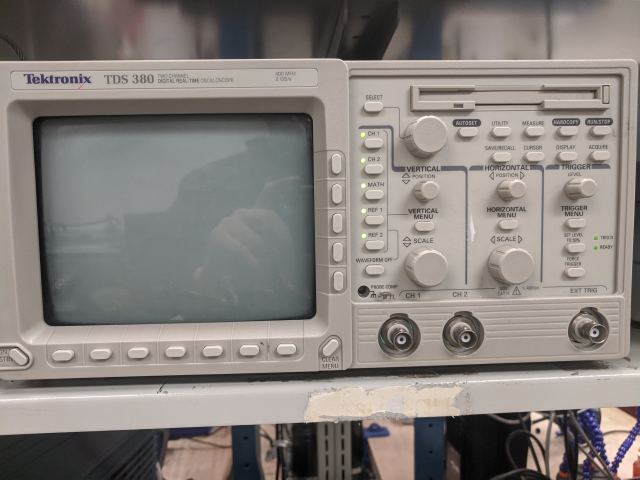 Tektronix TDS 380 TWO CHANNEL DIGITAL REAL-TIME OSCILLOSCOPE 400 MHz 2 GS/s
SELECT
AUTOSET UTILITY MEASURE HARDCOPY RUN/STOP
SAVE/RECALL CURSOR DISPLAY ACQUIRE
CH 1
CH 2
MATH
REF 1
REF 2
WAVEFORM OFF
VERTICAL
POSITION
VERTICAL
MENU
SCALE
HORIZONTAL
POSITION
HORIZONTAL
MENU
SCALE
TRIGGER
LEVEL
TRIGGER
MENU
SET LEVEL
TO 50%
FORCE
TRIGGER
TRIG'D
READY
PROBE COMP
CH 1
CH 2
EXT TRIG
CLEAR
MENU